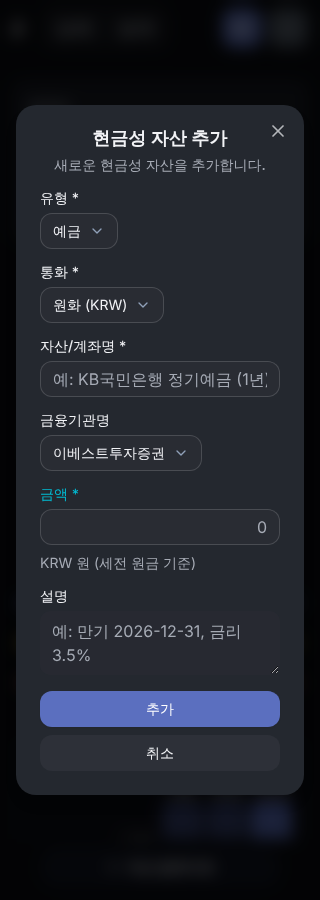 현금성 자산 추가
새로운 현금성 자산을 추가합니다.
유형 *
예금
통화 *
원화 (KRW)
자산/계좌명 *
예: KB국민은행 정기예금 (1년)
금융기관명
이베스트투자증권
금액 *
0
KRW 원 (세전 원금 기준)
설명
예: 만기 2026-12-31, 금리
3.5%
추가
취소